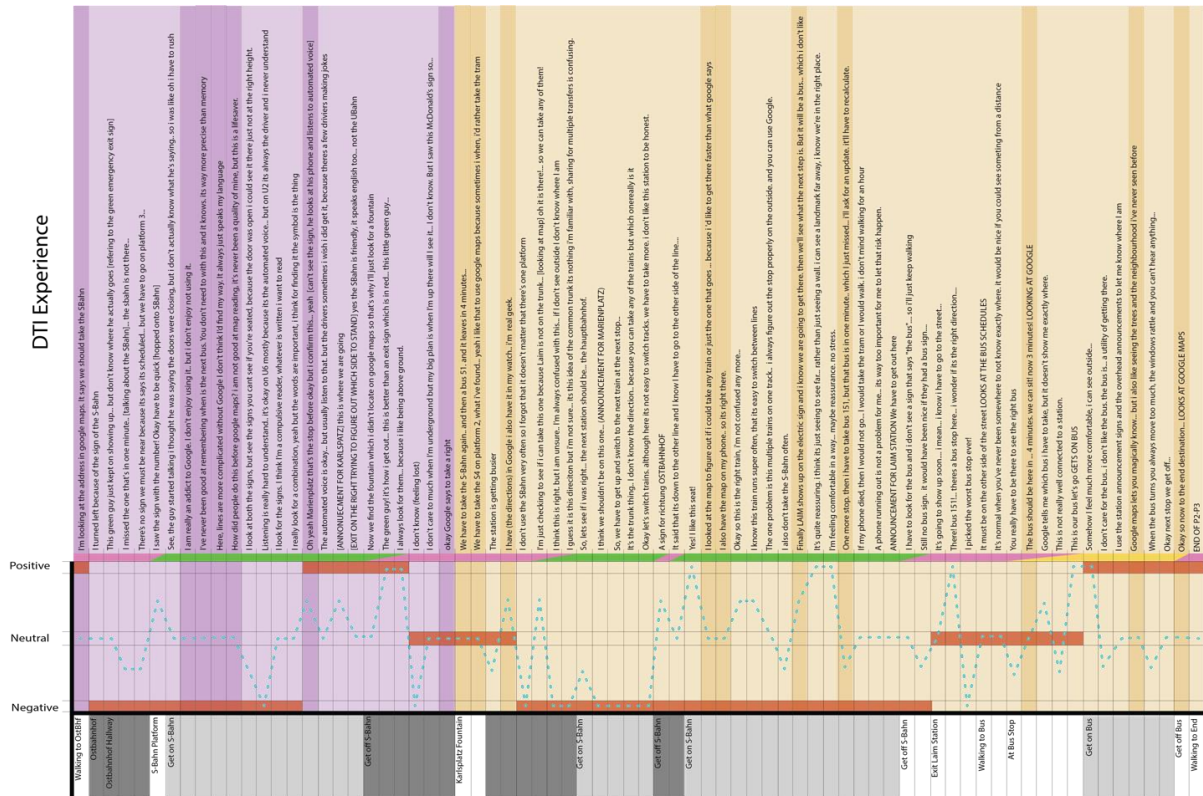 DTI Experience
I'm looking at the address in google maps. it says we should take the SBahn
I turned left because of the sign of the S-Bahn
This green guy just kept on showing up.. but don't know where he actually goes [refering to the green emergency exit sign]
I missed the one that's in one minute.. [talking about the SBahn].. the sbahn is not there...
There's no sign we must be rear because its says its scheduled.. but we have to go on platform 3...
I saw the sign with the number! Okay I have to be quick [hopped onto SBahn]
See, the guy started talking i thought he was saying the doors were closing, but i don't actually know what he's saying.. so i was like oh i have to rush
I am really an addict to Google. I don't enjoy using it.. but I don't enjoy not using it.
I've never been good at remembering when is the next bus. You don't need to with this and it knows. its way more precise than memory
Here, lines are more complicated without Google I don't think I'd find my way. It always just speaks my language
How did people do this before google maps? i am not good at map reading, it's never been a quality of mine, but this is a lifesaver.
I look at both the signs but you cant see the signs if you're seated, because the door was open i could see it there just not at the right height.
Listening is really hard to understand.. it's okay on U6 mostly because its the automated voice... but on U2 its always the driver and i never understand
I look for the signs, i think I'm a compulsive reader, whatever is written i want to read
I really look for a combination, yeah but the words are important, i think for finding it the symbol is the thing
Oh yeah Marienplatz that's the stop before okay but i confirm this... yeah [can't see the sign, he looks at his phone and listens to automated voice]
The automated voice is okay... but usually listen to that but the drives sometimes i wish i did get it, because theres a few driviers making jokes
[ANNOUNCEMENT FOR KARLSPATZ] this is where we are going
[EXIT ON THE RIGHT TRYING TO FIGURE OUT WHICH SIDE TO STAND] yes the SBahn is friendly, it speaks english too... not the UBahn
Now we find the fountain which i didn't locate on google maps so that's why i'll just look for a fountain
The green guy! it's how i get out... this is better than an exit sign which is in red... this little green guy...
I always look for them.. because i like being above ground.
I don't know (feeling lost)
I don't care to much when i'm underground but my big plan is when i'm up there will i see it.. i don't know. But I saw this McDonald's sign so...
okay Google says to take a right
We have to take the S-Bahn again.. and then a bus 51. and it leaves in 4 minutes...
We have to take the S4 on platform 2, what i've found... yeah i like that to use google maps because sometimes i when, i'd rather take the tram
I have (the directions) in Google i also have it in my watch.. i'm real geek.
The station is getting busier
I don't use the SBahn very often so I forgot that it doesn't matter that there's one platform
I'm just checking to see if i can take this one because Laim is not on the trunk.. [looking at map] oh it is there!... so we can take any of them!
I think this is right, but I am unsure, i am confused with this... if i don't see outside I don't know where I am
I guess it is this direction but I'm not sure... its this idea of the common trunk its nothing i'm familiar with, sharing for multiple transfers is confusing.
So, lets see if i was right.. the next station should be... the hauptbahnhof.
I think we shouldn't be on this one... (ANNOUNCEMENT FOR MARIENPLATZ)
So, we have to get up and switch to the next train at the next stop...
It's the trunk thing.. i don't know the direction.. because you can take any of the trains but which onereally is it
Okay let's switch trains. although here its not easy to switch tracks. we have to take more. i don't like this station to be honest.
A sign for richtung OSTBAHNHOF
It said that its down to the other line and i know I have to go to the other side of the line....
Yes! I like this seat!
I looked at the map to figure out if i could take any train or just the one that goes ... because i'd like to get there faster than what google says
I also have the map on my phone.. so its right there.
Okay so this is the right train, i'm not confused any more...
I know this train runs super often, that its easy to switch between lines
The one problem is this multiple trains on one track.. i always figure out the stop properly on the outside. and you can use Google.
I also don't take the S-Bahn often.
Finally LAIM shows up on the electric sign and i know we are going to get there. then we'll see what the next step is. But it will be a bus... which i don't like
It's quite reassuring, i think its just seeing so far... rather than just seeing a wall, i can see a landmark far away, i know we're in the right place.
I'm feeling comfortable in a way... maybe its the sun.. no stress.
One more stop, then i have to take bus 151, but that bus is in one minute.. which i just missed... i'll ask for an update. it'll have to recalculate.
If my phone died, then I would not go to tram... i would take the tram or i would walk. i don't mind walking for an hour
A phone running out is not a problem for me... its way too important for me to let that risk happen.
ANNOUNCEMENT FOR LAIM STATION We have to get out here
I have to look for the bus and i don't see a sign that says "the bus"... so i'll just keep walking
Still no bus sign.. It would have been nice if they had a bus sign...
It's going to show up soon.... i mean.. i know i have to go out.
There! bus 151.. theres a bus stop here... i wonder if its the right direction....
I picked the worst bus stop ever!
It must be on the other side of the street LOOKS AT THE BUS SCHEDULES
It's normal when you've never been somewhere to not know exactly where. it would be nice if you could see someting from a distance
You really have to be there to see the right bus
The bus should be here in ... 4 minutes. we can sit! now 3 minutes! LOOKING AT GOOGLE
Google tells me which bus i have to take, but it doesn't show me exactly where.
This is not really well connected to a station.
This is our bus let's go! GETS ON BUS
Somehow i feel much more comfortable, i can see outside...
I don't care for the bus.. i don't like the bus. the bus is... a utility of getting there.
I use the station announcement signs and the announcements to let me know where I am
Google maps lets you magically know... but i also like seeing the trees and the neighbourhood i've never seen before
When the bus turns you always move too much, the windows rattle and you can't hear anything...
Okay next stop we get off...
Okay so now to the end destination... LOOKS AT GOOGLE MAPS
END OF P2-P3
Positive
Neutral
Negative
Walking to OstBhf
Ostbahnhof
Ostbahnhof Hallway
S-Bahn Platform
Get on S-Bahn
Get off S-Bahn
Karlsplatz Fountain
Get on S-Bahn
Get off S-Bahn
Get on S-Bahn
Get off S-Bahn
Exit Laim Station
Walking to Bus
At Bus Stop
Get on Bus
Get off Bus
Walking to End